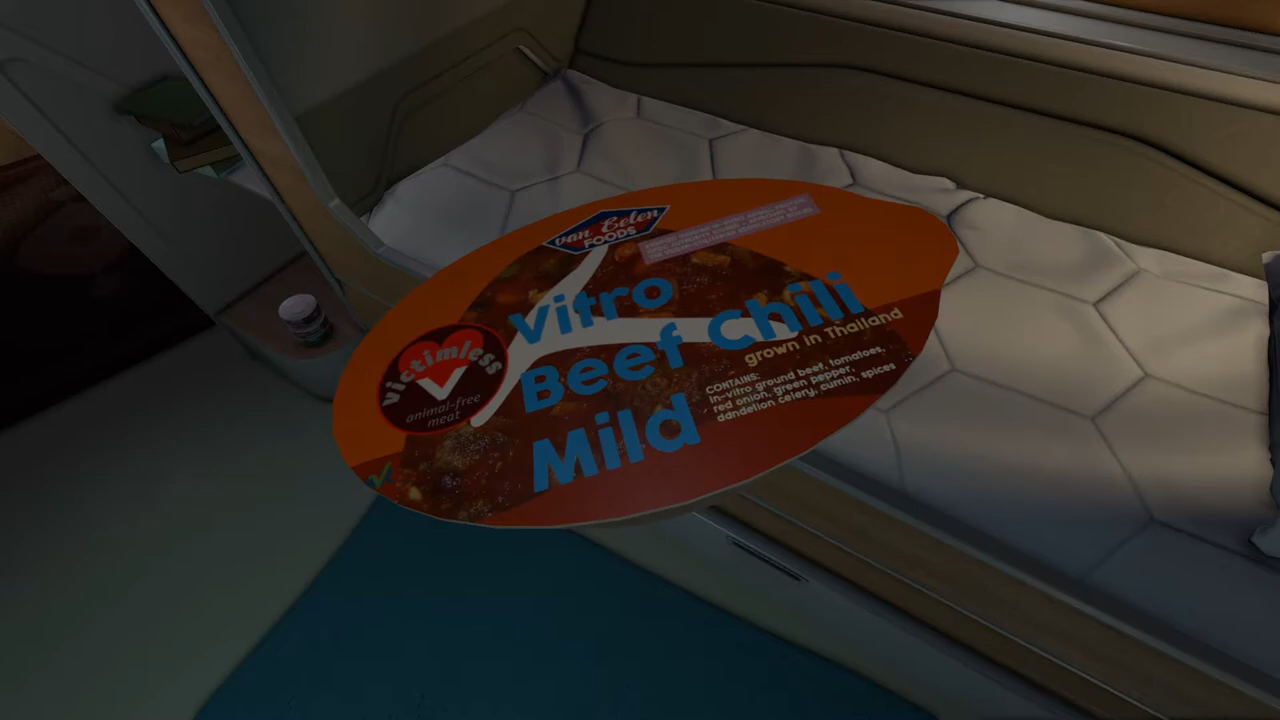 van Eelen
FOODS
Vitro
Beef Chili
Mild
grown in Thailand
CONTAINS:
in-vitro ground beef, tomatoes,
red onion, green pepper,
dandelion celery, cumin, spices
victimless
V
animal-free
meat